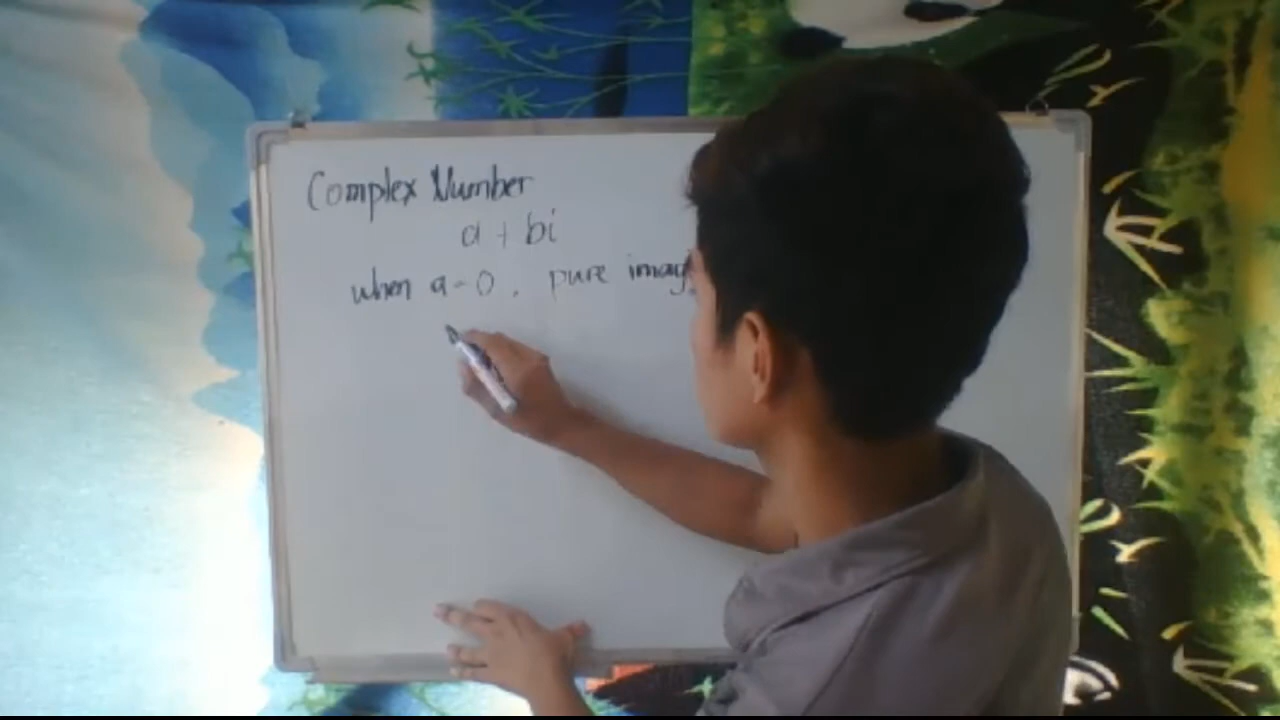 Complex Number
a + bi
when a = 0, pure imag